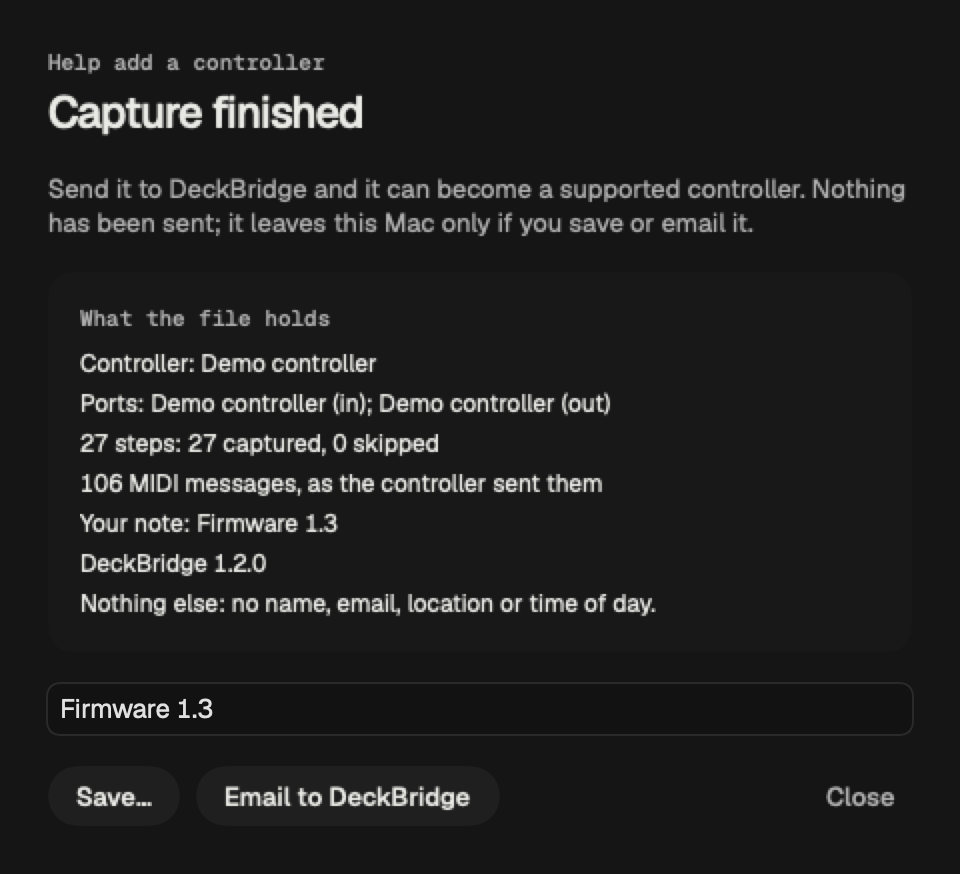 Help add a controller
Capture finished
Send it to DeckBridge and it can become a supported controller. Nothing
has been sent; it leaves this Mac only if you save or email it.
What the file holds
Controller: Demo controller
Ports: Demo controller (in); Demo controller (out)
27 steps: 27 captured, 0 skipped
106 MIDI messages, as the controller sent them
Your note: Firmware 1.3
DeckBridge 1.2.0
Nothing else: no name, email, location or time of day.
Firmware 1.3
Save...
Email to DeckBridge
Close